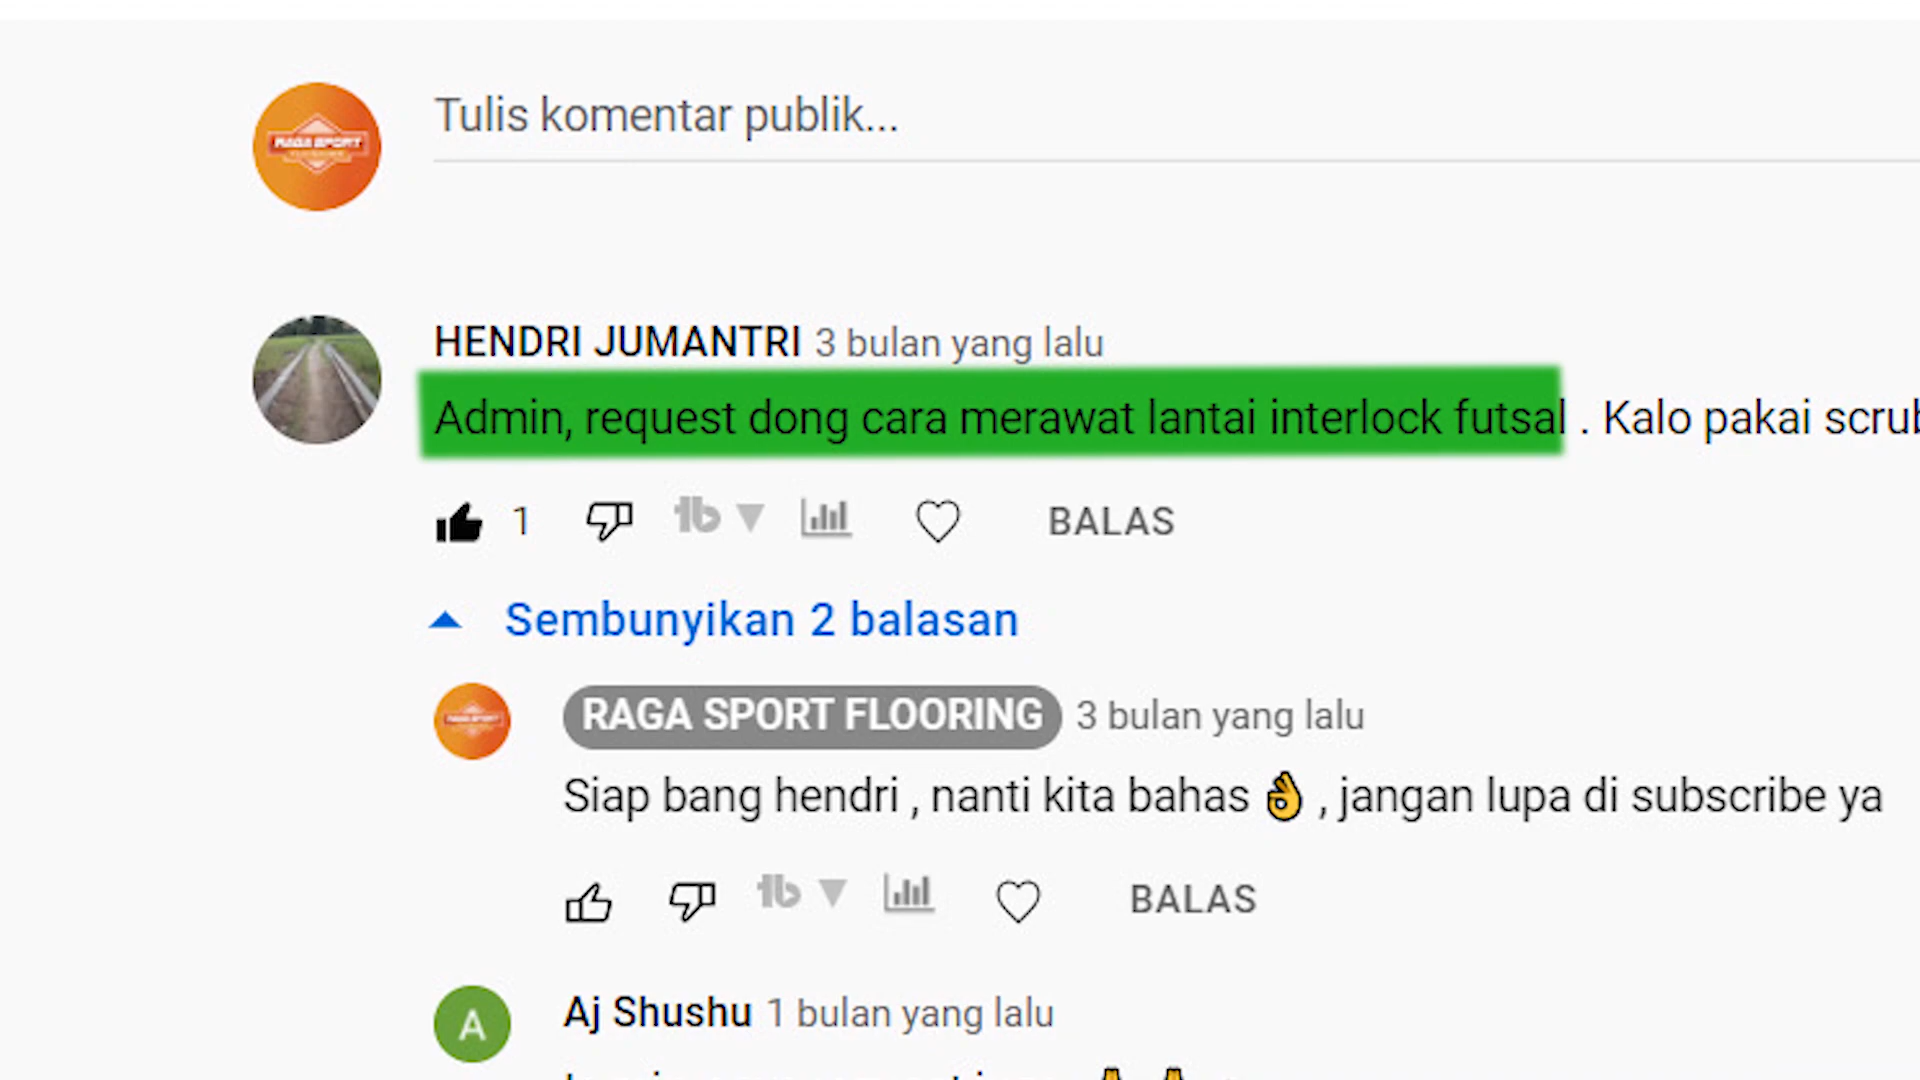 Tulis komentar publik...
RAGA SPORT
HENDRI JUMANTRI 3 bulan yang lalu
Admin, request dong cara merawat lantai interlock futsal . Kalo pakai
1 BALAS
Sembunyikan 2 balasan
RAGA SPORT FLOORING 3 bulan yang lalu
Siap bang hendri , nanti kita bahas 👌 , jangan lupa di subscribe ya
BALAS
A
Aj Shushu 1 bulan yang lalu